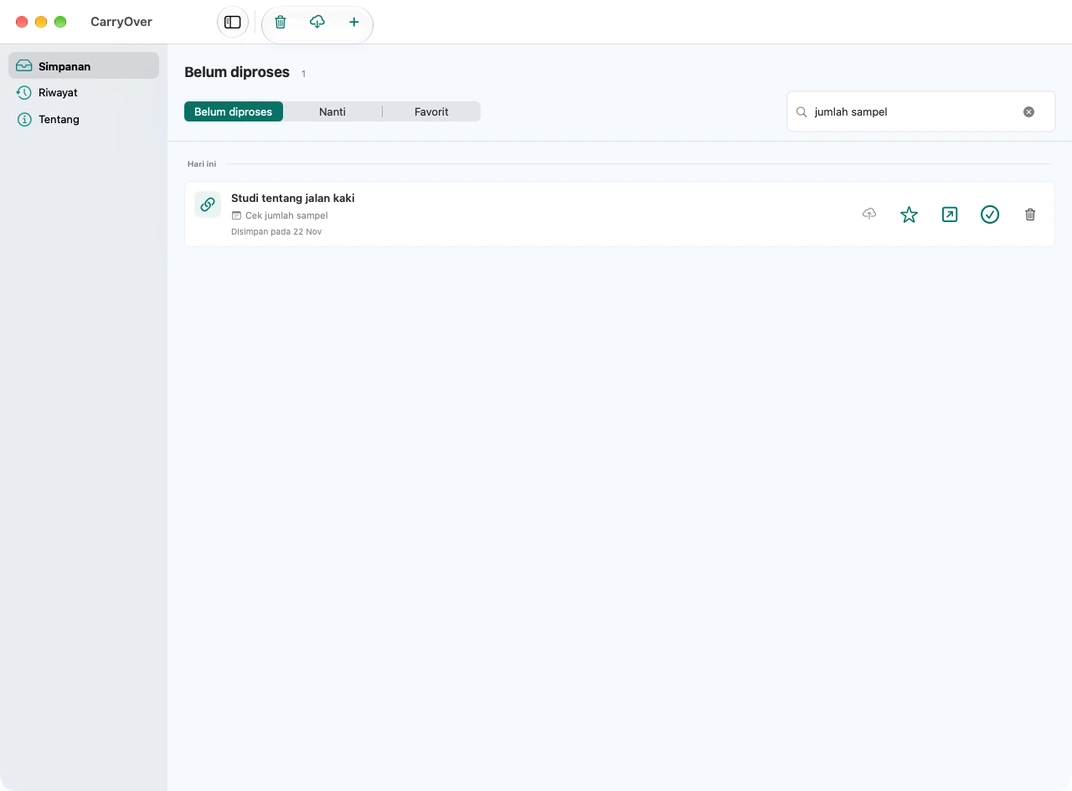 CarryOver
Simpanan
Riwayat
Tentang
Belum diproses 1
Belum diproses
Nanti
Favorit
jumlah sampel
Hari ini
Studi tentang jalan kaki
Cek jumlah sampel
Disimpan pada 22 Nov